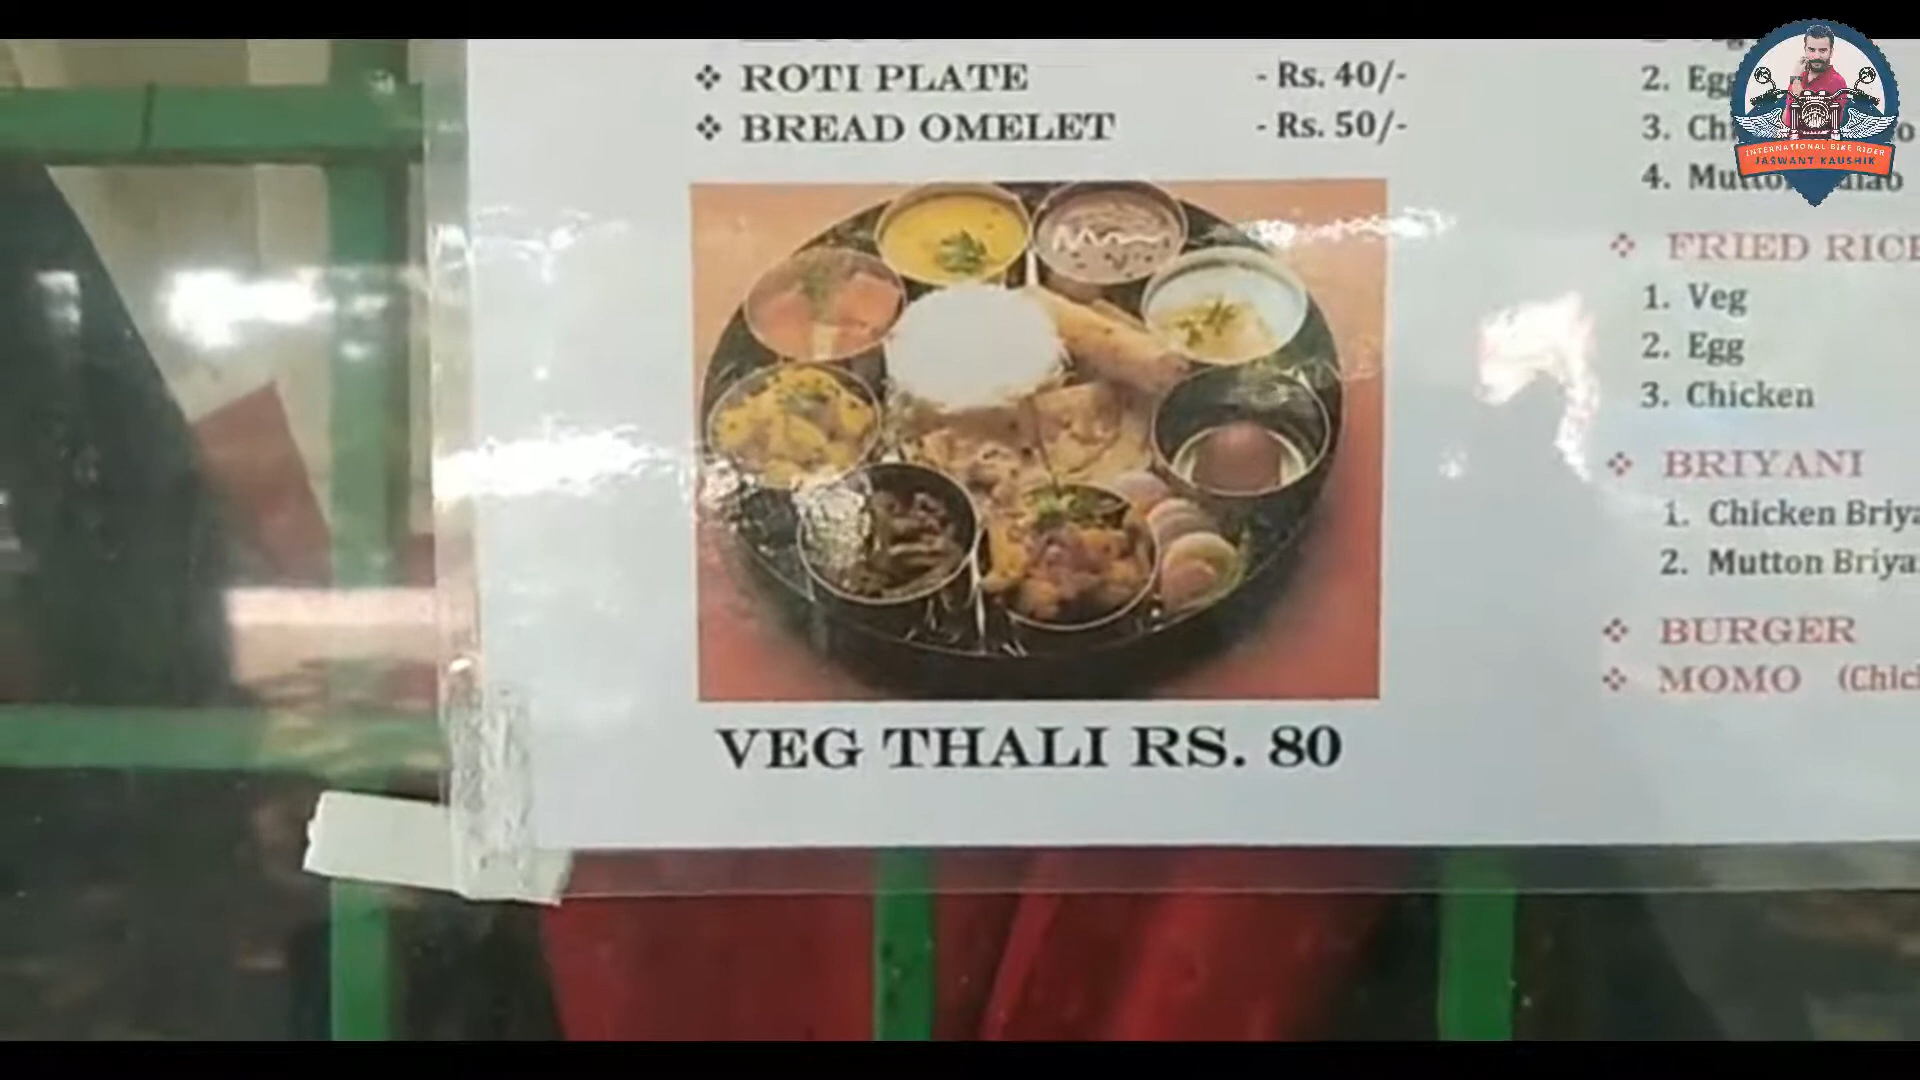 ❖ ROTI PLATE - Rs. 40/-
❖ BREAD OMELET - Rs. 50/-
VEG THALI RS. 80
2. Egg
3.
4.
❖ FRIED RICE
1. Veg
2. Egg
3. Chicken
❖ BRIYANI
1. Chicken Briya
2. Mutton Briya
❖ BURGER
❖ MOMO (Chic
INTERNATIONAL BIKE RIDER
JASWANT KAUSHIK